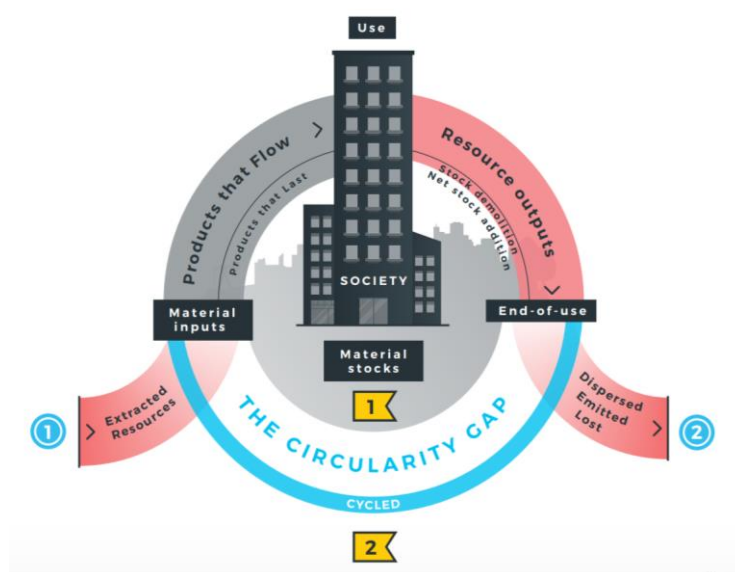 Use
Products that Flow
Products that Last
Resource outputs
Stock demolition
Net stock addition
SOCIETY
Material
inputs
End-of-use
Material
stocks
1
Extracted
Resources
1
THE CIRCULARITY GAP
Dispersed
Emitted
Lost
2
CYCLED
2